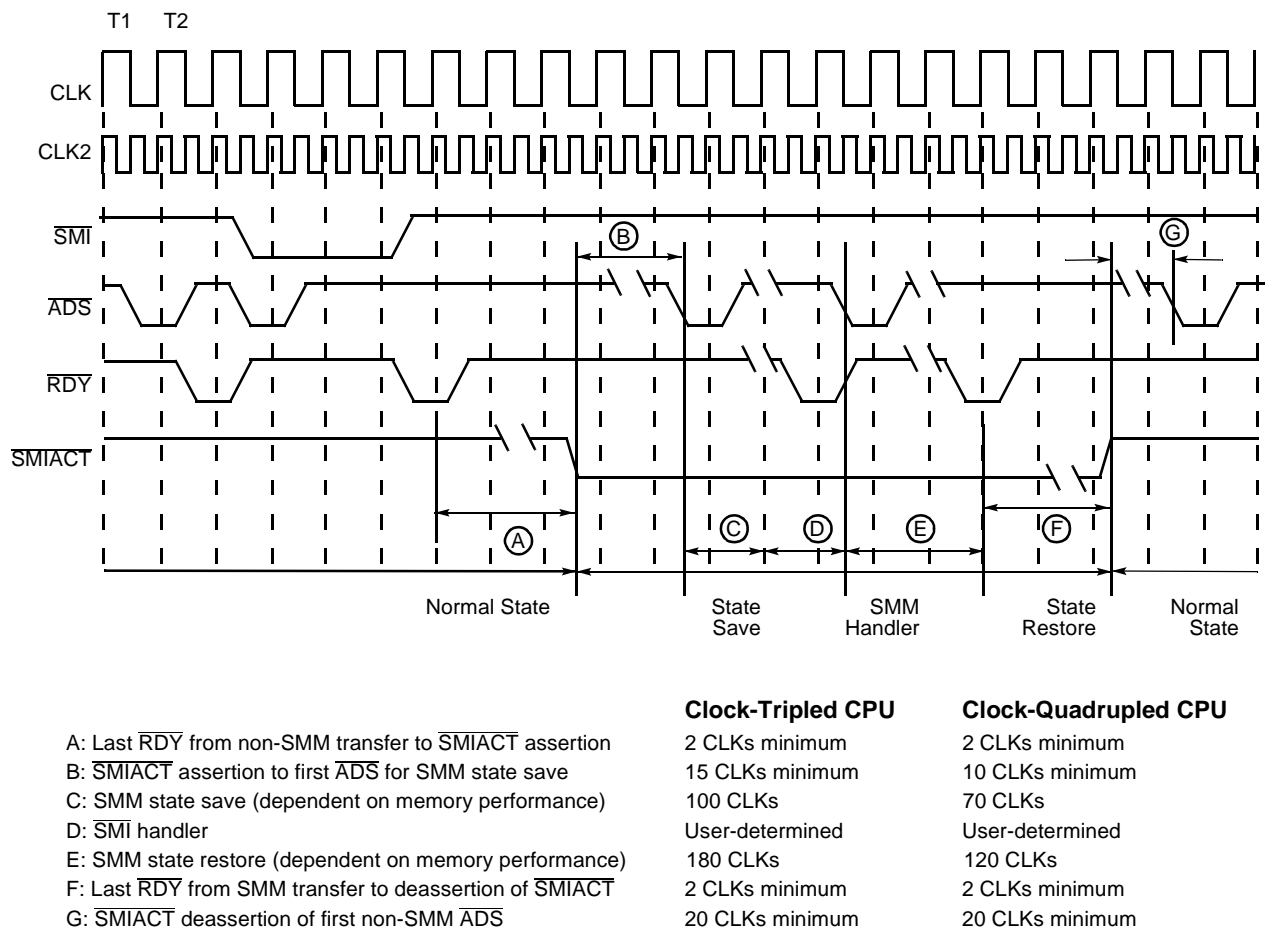 T1 T2
CLK
CLK2
SMI
B
G
ADS
RDY
SMIACT
A
C
D
E
F
Normal State
State
Save
SMM
Handler
State
Restore
Normal
State
Clock-Tripled CPU Clock-Quadrupled CPU
A: Last RDY from non-SMM transfer to SMIACT assertion 2 CLKs minimum 2 CLKs minimum
B: SMIACT assertion to first ADS for SMM state save 15 CLKs minimum 10 CLKs minimum
C: SMM state save (dependent on memory performance) 100 CLKs 70 CLKs
D: SMI handler User-determined User-determined
E: SMM state restore (dependent on memory performance) 180 CLKs 120 CLKs
F: Last RDY from SMM transfer to deassertion of SMIACT 2 CLKs minimum 2 CLKs minimum
G: SMIACT deassertion of first non-SMM ADS 20 CLKs minimum 20 CLKs minimum